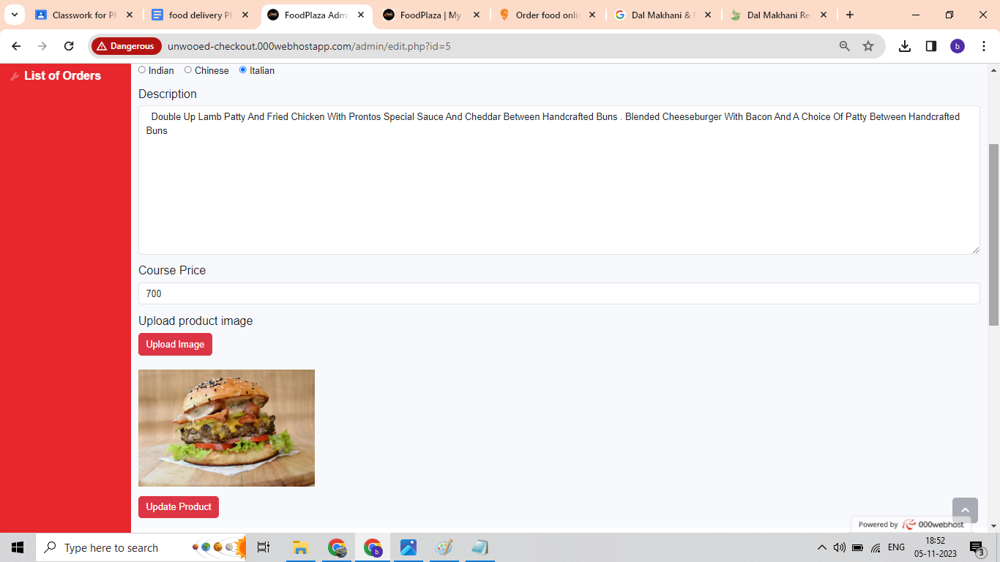 Classwork for PH
food delivery Ph
FoodPlaza Adm
FoodPlaza | My
Order food onli
Dal Makhani &
Dal Makhani Re
Dangerous
unwooed-checkout.000webhostapp.com/admin/edit.php?id=5
b
List of Orders
Indian Chinese Italian
Description
Double Up Lamb Patty And Fried Chicken With Prontos Special Sauce And Cheddar Between Handcrafted Buns . Blended Cheeseburger With Bacon And A Choice Of Patty Between Handcrafted
Buns
Course Price
700
Upload product image
Upload Image
Update Product
Powered by 000webhost
Type here to search
b
ENG
18:52
05-11-2023
3